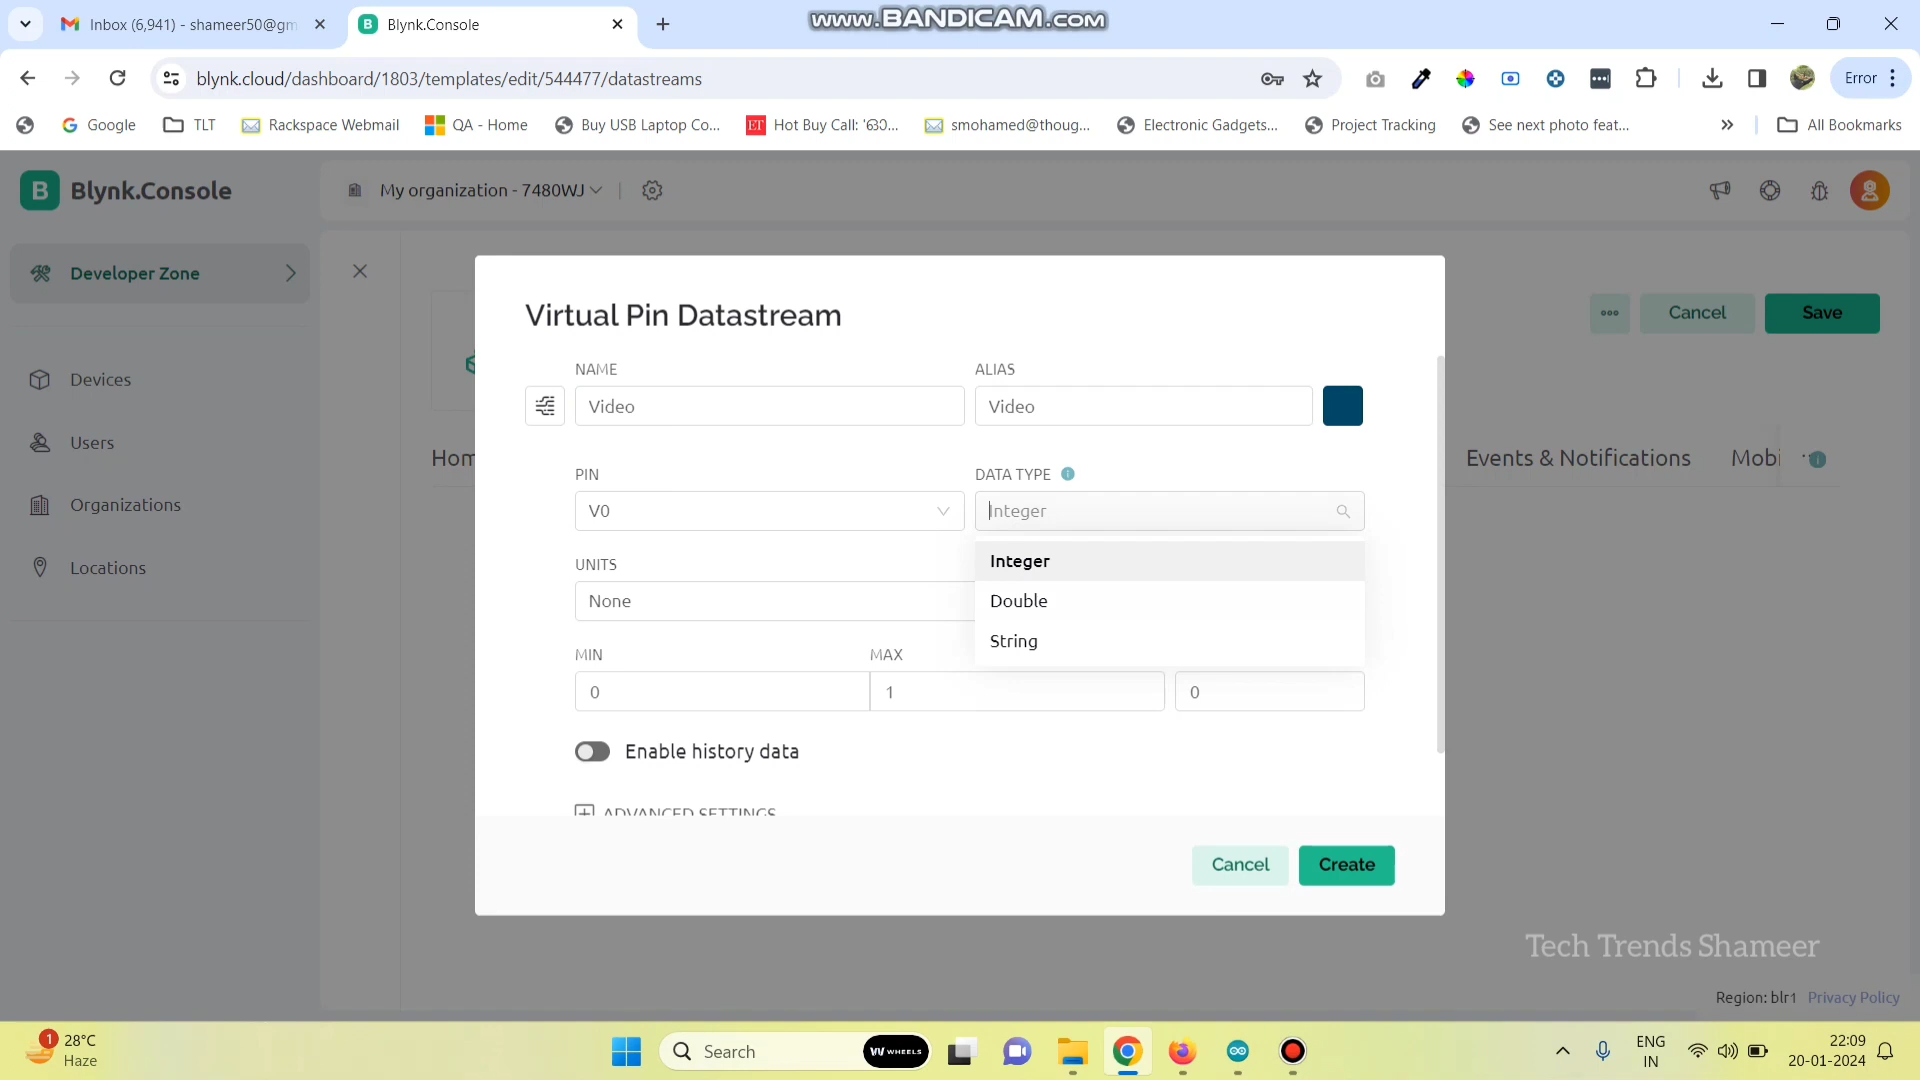 Inbox (6,941) - shameer50@gm
Blynk.Console
www.BANDICAM.com
blynk.cloud/dashboard/1803/templates/edit/544477/datastreams
Error
Google
TLT
Rackspace Webmail
QA - Home
Buy USB Laptop Co...
ET
Hot Buy Call: '630...
smohamed@thoug...
Electronic Gadgets...
Project Tracking
See next photo feat...
All Bookmarks
B Blynk.Console
My organization - 7480WJ
Developer Zone
Devices
Users
Organizations
Locations
Cancel
Save
Hom
Events & Notifications
Mobi
Virtual Pin Datastream
NAME
ALIAS
Video
Video
PIN
DATA TYPE
V0
Integer
Integer
Double
String
UNITS
None
MIN
MAX
0
1
0
Enable history data
ADVANCED SETTINGS
Cancel
Create
Tech Trends Shameer
Region: blr1 Privacy Policy
1
28°C
Haze
Search
WHEELS
ENG
IN
22:09
20-01-2024